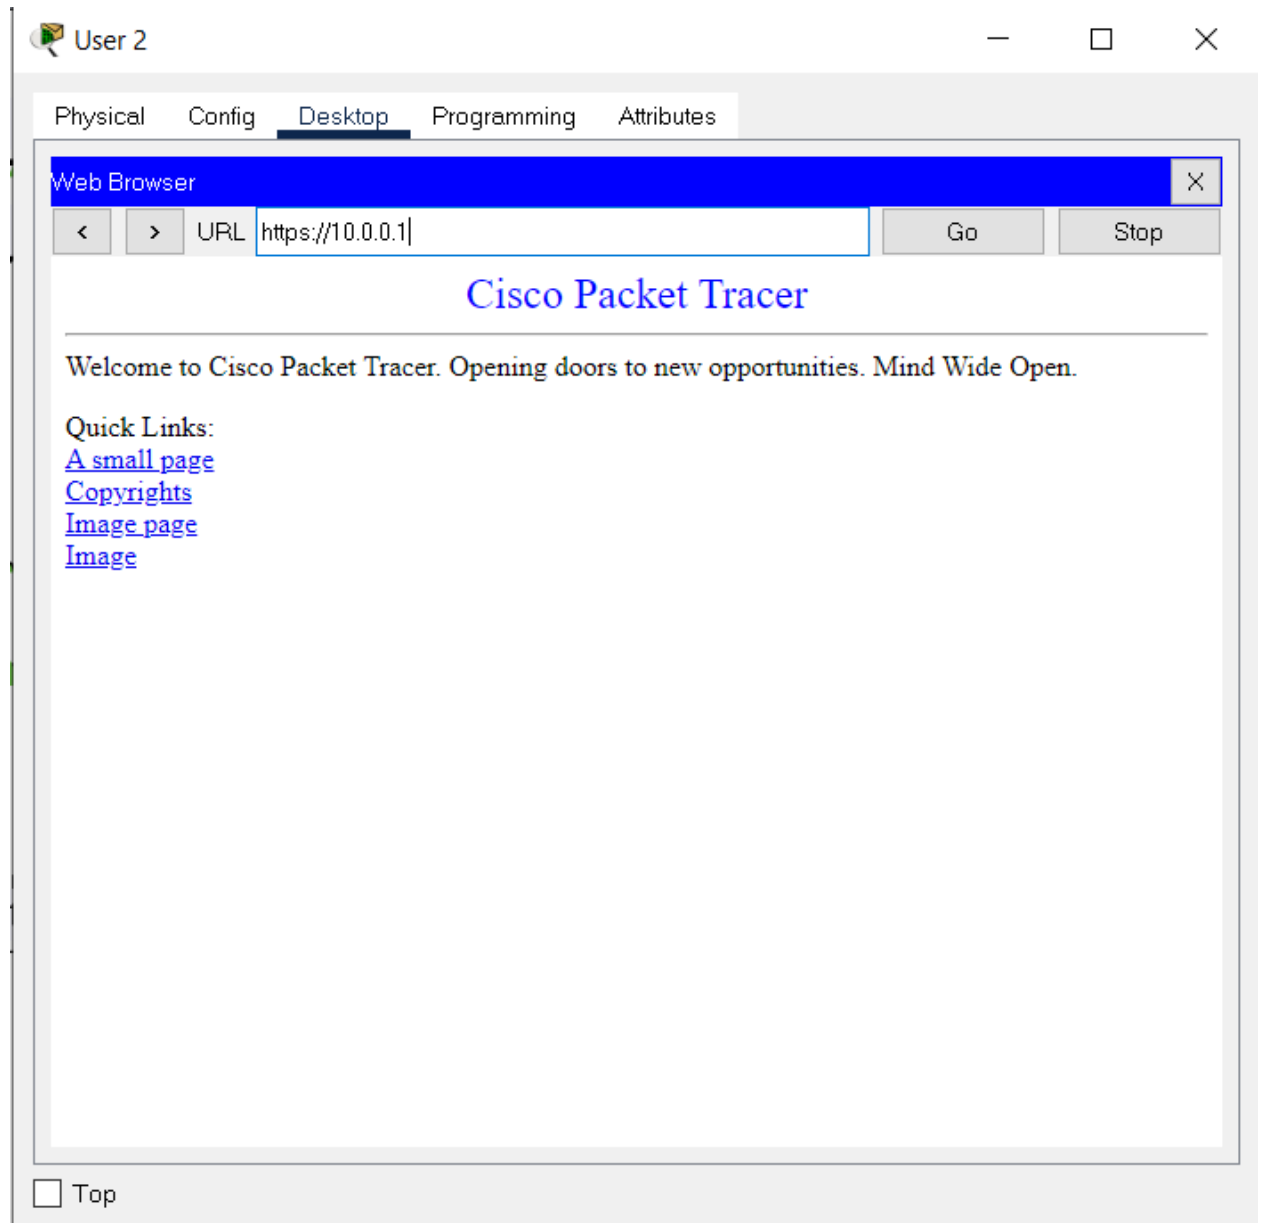 User 2
Physical Config Desktop Programming Attributes
Web Browser X
< > URL https://10.0.0.1 Go Stop
Cisco Packet Tracer
Welcome to Cisco Packet Tracer. Opening doors to new opportunities. Mind Wide Open.
Quick Links:
A small page
Copyrights
Image page
Image
Top